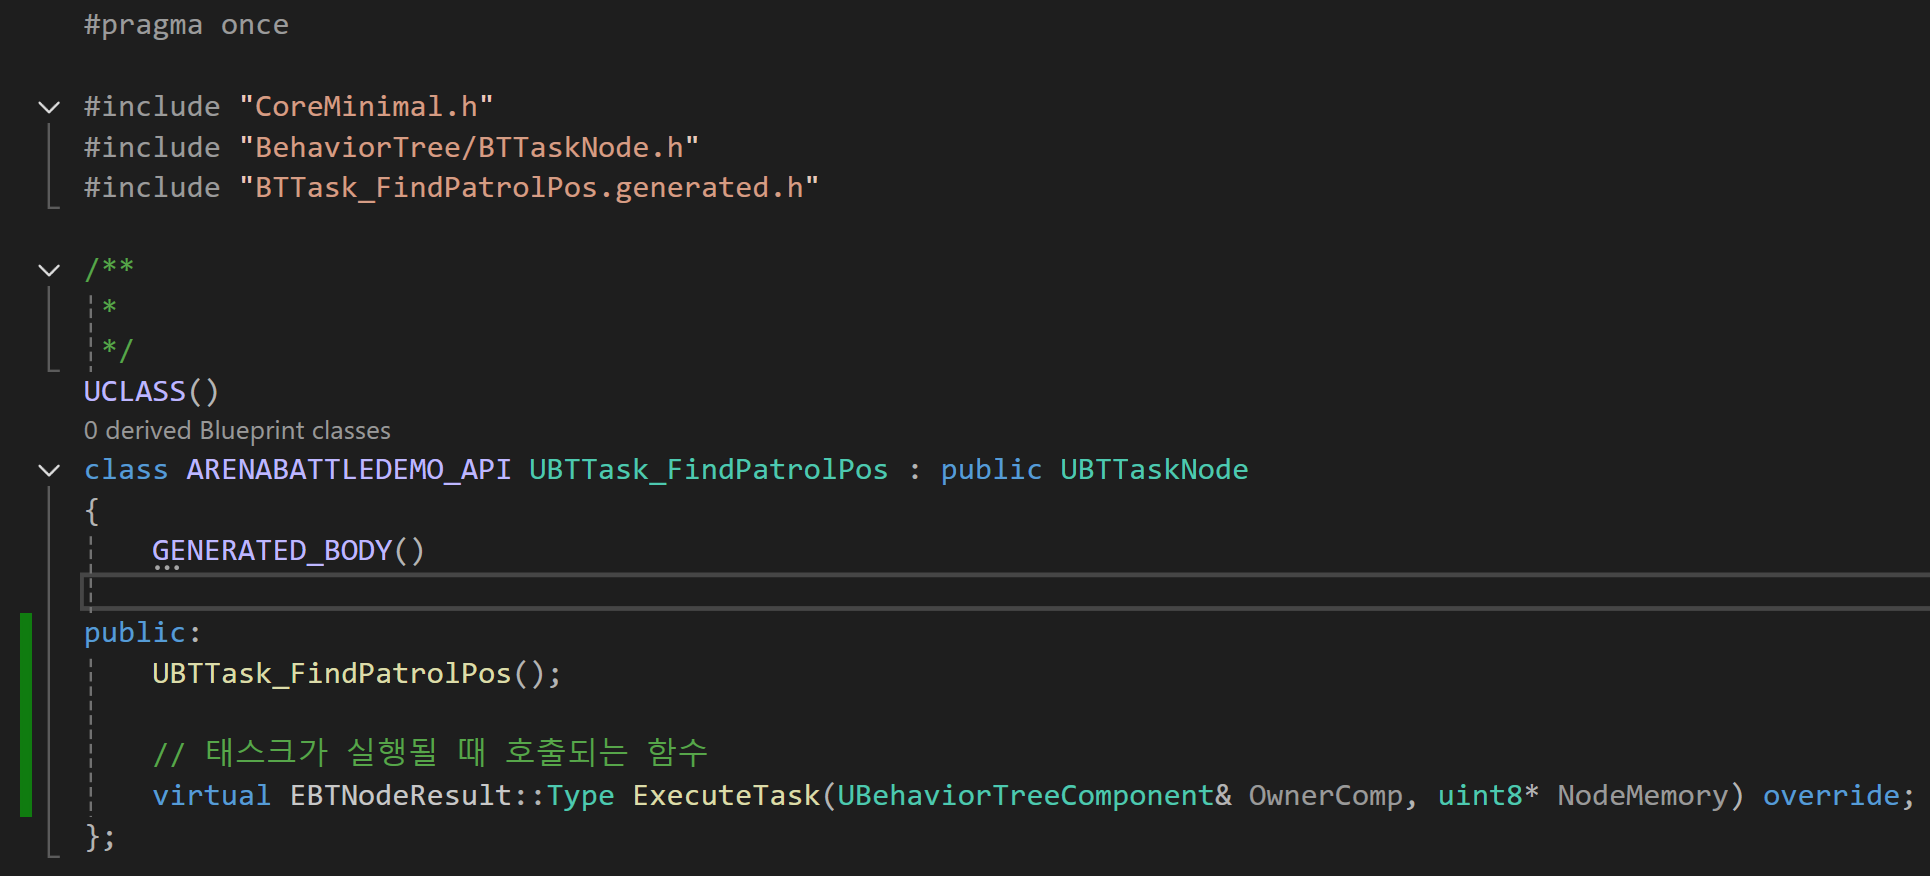 #pragma once
#include "CoreMinimal.h"
#include "BehaviorTree/BTTaskNode.h"
#include "BTTask_FindPatrolPos.generated.h"
/**
*
*/
UCLASS()
0 derived Blueprint classes
class ARENABATTLEDEMO_API UBTTask_FindPatrolPos : public UBTTaskNode
{
GENERATED_BODY()
public:
UBTTask_FindPatrolPos();
// 태스크가 실행될 때 호출되는 함수
virtual EBTNodeResult::Type ExecuteTask(UBehaviorTreeComponent& OwnerComp, uint8* NodeMemory) override;
};